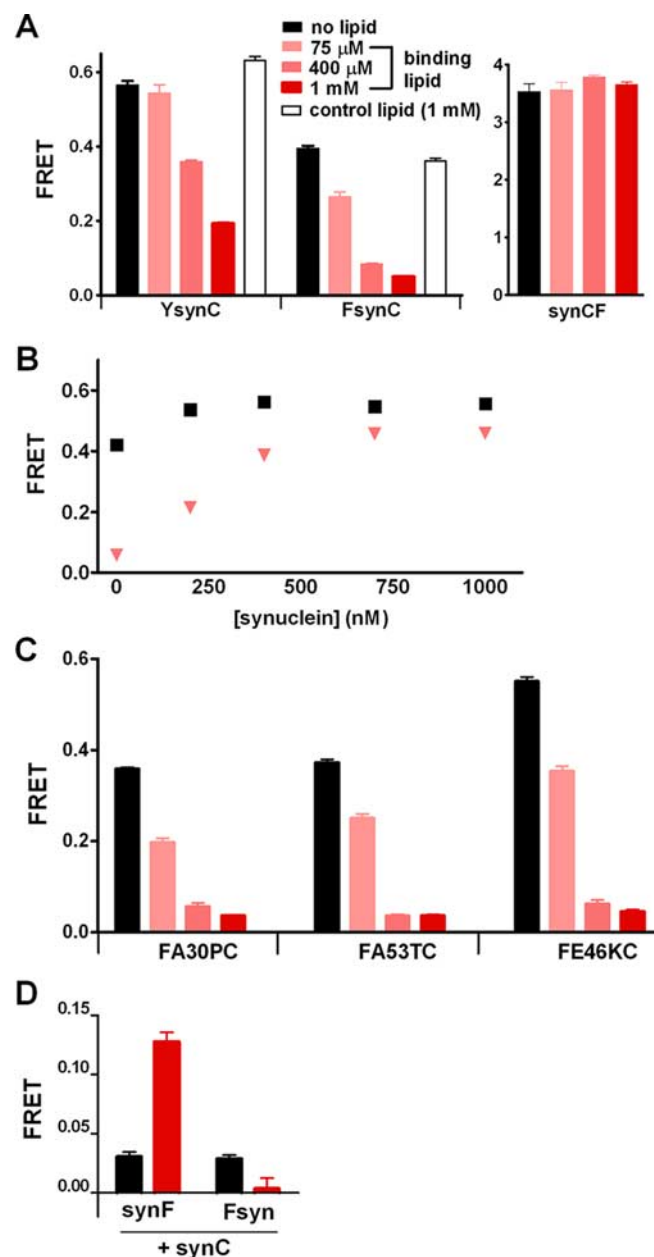 A
no lipid
75 μM
400 μM
1 mM
binding
lipid
control lipid (1 mM)
FRET
0.6
0.4
0.2
0.0
YsynC
FsynC
4
3
2
1
0
synCF
B
FRET
0.6
0.4
0.2
0.0
0
250
500
750
1000
[synuclein] (nM)
C
FRET
0.6
0.4
0.2
0.0
FA30PC
FA53TC
FE46KC
D
FRET
0.15
0.10
0.05
0.00
synF
Fsyn
+ synC